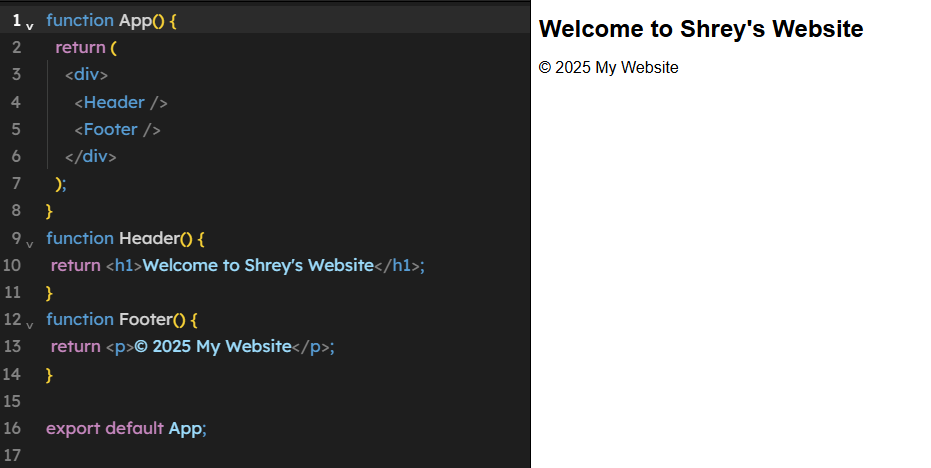 1 function App() {
2 return (
3 <div>
4 <Header />
5 <Footer />
6 </div>
7 );
8 }
9 function Header() {
10 return <h1>Welcome to Shrey's Website</h1>;
11 }
12 function Footer() {
13 return <p>© 2025 My Website</p>;
14 }
15
16 export default App;
17
Welcome to Shrey's Website
© 2025 My Website